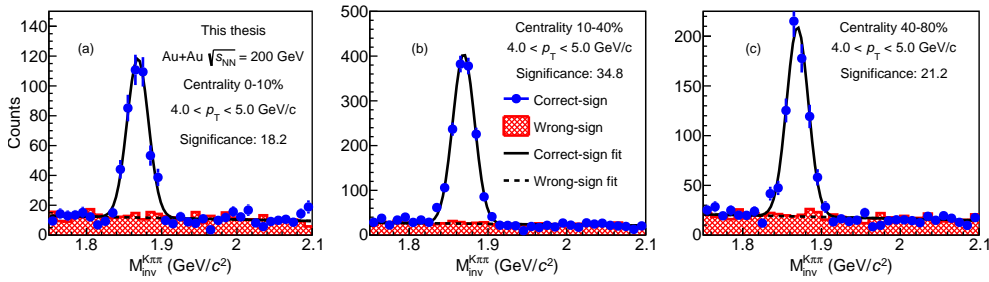 Counts
140
120
100
80
60
40
20
0
(a)
This thesis
Au+Au √sNN = 200 GeV
Centrality 0-10%
4.0 < pT < 5.0 GeV/c
Significance: 18.2
1.8 1.9 2 2.1
MKππinv (GeV/c2)
500
400
300
200
100
0
(b)
Centrality 10-40%
4.0 < pT < 5.0 GeV/c
Significance: 34.8
Correct-sign
Wrong-sign
Correct-sign fit
Wrong-sign fit
1.8 1.9 2 2.1
MKππinv (GeV/c2)
200
150
100
50
0
(c)
Centrality 40-80%
4.0 < pT < 5.0 GeV/c
Significance: 21.2
1.8 1.9 2.0 2.1
MKππinv (GeV/c2)